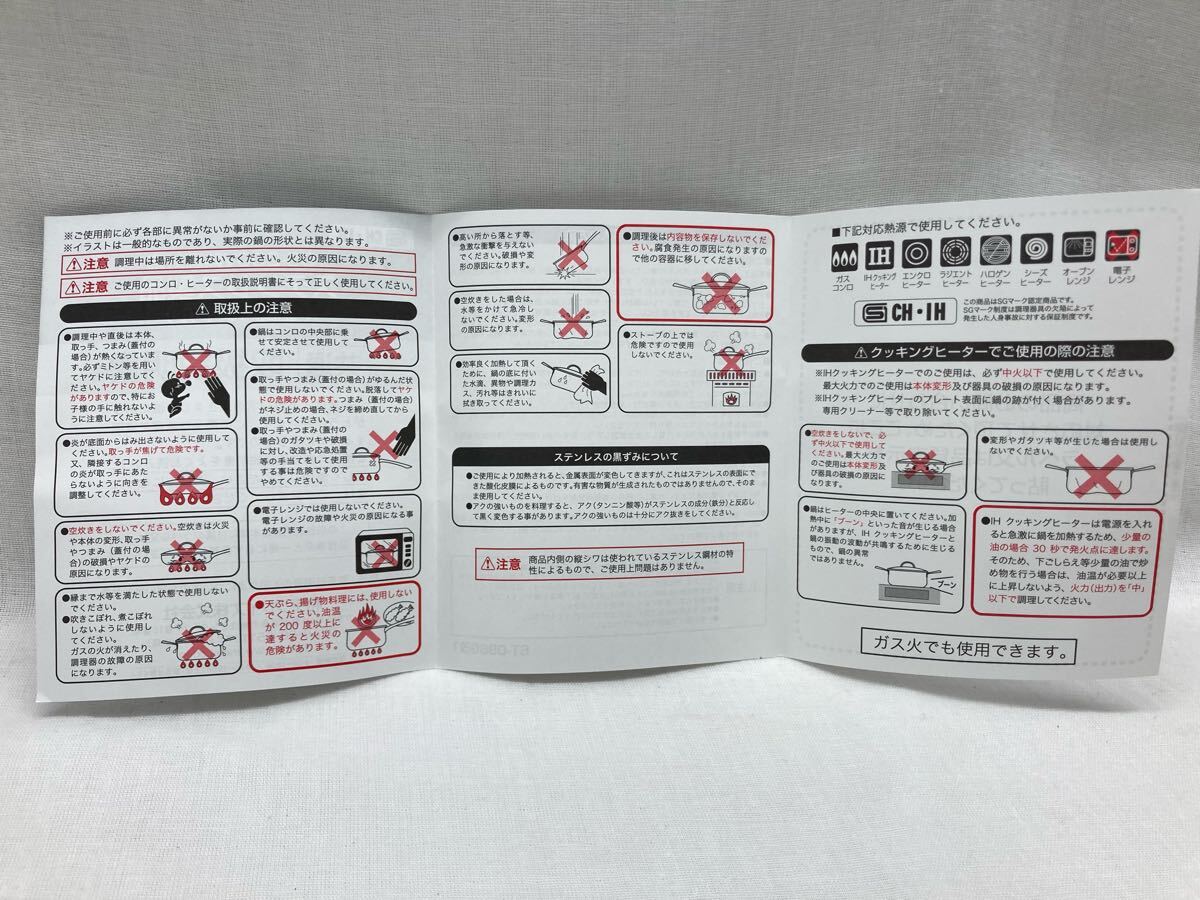 ※ご使用前に必ず各部に異常がないか事前に確認してください。
※イラストは一般的なものであり、実際の鍋の形状とは異なります。
⚠注意 調理中は場所を離れないでください。火災の原因になります。
⚠注意 ご使用のコンロ・ヒーターの取扱説明書にそって正しく使用してください。
⚠ 取扱上の注意
●調理中や直後は本体、
取っ手、つまみ（蓋付の
場合）が熱くなっていま
す。必ずミトン等を用い
てヤケドに注意してくだ
さい。ヤケドの危険
がありますので、特にお
子様の手に触れないよう
に注意してください。
●炎が底面からはみ出さないように使用して
ください。取っ手が焦げて危険です。
又、隣接するコンロ
の炎が取っ手にあた
らないように向きを
調整してください。
●空炊きをしないでください。空炊きは火災
や本体の変形、取っ手
やつまみ（蓋付の場
合）の破損やヤケドの
原因になります。
●縁まで水等を満たした状態で使用しない
でください。
●吹きこぼれ、煮こぼれ
しないように使用し
てください。
ガスの火が消えたり、
調理器の故障の原因
になります。
●鍋はコンロの中央部に乗
せて安定させて使用して
ください。
●取っ手やつまみ（蓋付の場合）がゆるんだ状
態で使用しないでください。脱落してヤケ
ドの危険があります。つまみ（蓋付の場合）
がネジ止めの場合、ネジを締め直してから
使用してください。
●取っ手やつまみ（蓋付の
場合）のガタツキや破損
に対し、改造や応急処置
等の手当てをして使用
する事は危険ですので
やめてください。
●電子レンジでは使用しないでください。
電子レンジの故障や火災の原因になる事
があります。
●天ぷら、揚げ物料理には、使用しない
でください。油温
が 200 度以上に
達すると火災の
危険があります。
●高い所から落とす等、
急激な衝撃を与えない
でください。破損や変
形の原因になります。
●空炊きをした場合は、
水等をかけて急冷し
ないでください。変形
の原因になります。
●効率良く加熱して頂く
ために、鍋の底に付い
た水滴、異物や調理カ
ス、汚れ等はきれいに
拭き取ってください。
●調理後は内容物を保存しないでくだ
さい。腐食発生の原因になりますの
で他の容器に移してください。
●ストーブの上では
危険ですので使用
しないでください。
ステンレスの黒ずみについて
●ご使用により加熱されると、金属表面が変色してきますが、これはステンレスの表面にで
きた酸化皮膜によるものです。有害な物質が生成されたものではありませんので、そのま
ま使用してください。
●アクの強いものを料理すると、アク（タンニン酸等）がステンレスの成分（鉄分）と反応し
て黒く変色する事があります。アクの強いものは十分にアク抜きをしてください。
⚠注意 商品内側の縦シワは使われているステンレス鋼材の特
性によるもので、ご使用上問題はありません。
■下記対応熱源で使用してください。
IH
ガス
コンロ
IHクッキング
ヒーター
エンクロ
ヒーター
ラジエント
ヒーター
ハロゲン
ヒーター
シーズ
ヒーター
オーブン
レンジ
電子
レンジ
CH・IH
この商品はSGマーク認定商品です。
SGマーク制度は調理器具の欠陥によって
発生した人身事故に対する保証制度です。
⚠ クッキングヒーターでご使用の際の注意
※IHクッキングヒーターでのご使用は、必ず中火以下で使用してください。
最大火力でのご使用は本体変形及び器具の破損の原因になります。
※IHクッキングヒーターのプレート表面に鍋の跡が付く場合があります。
専用クリーナー等で取り除いてください。
●空炊きをしないで、必
ず中火以下で使用して
ください。最大火力で
のご使用は本体変形及
び器具の破損の原因に
なります。
●変形やガタツキ等が生じた場合は使用し
ないでください。
●鍋はヒーターの中央に置いてください。加
熱中に「ブーン」といった音が生じる場合
がありますが、IH クッキングヒーターと
鍋の振動の波動が共鳴するために生じる
もので、鍋の異常
ではありません。
ブーン
●IH クッキングヒーターは電源を入れ
ると急激に鍋を加熱するため、少量の
油の場合 30 秒で発火点に達します。
そのため、下ごしらえ等少量の油で炒
め物を行う場合は、油温が必要以上に
に上昇しないよう、火力（出力）を「中」
以下で調理してください。
ガス火でも使用できます。